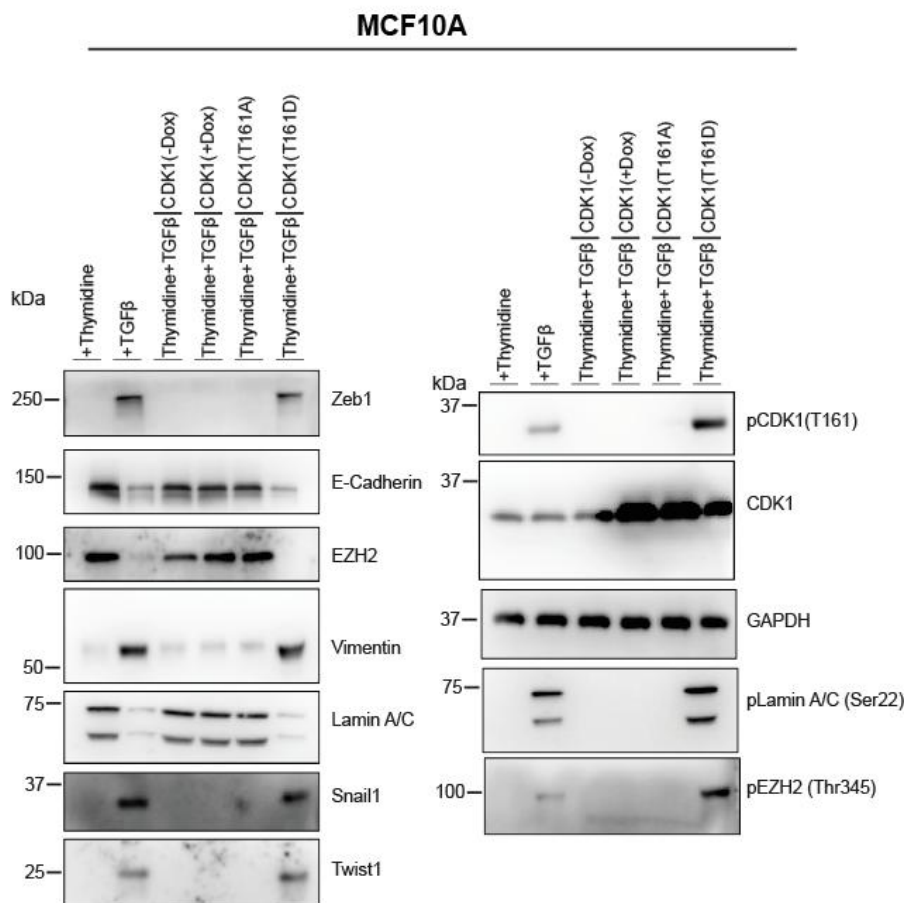 MCF10A
kDa
+Thymidine
+TGFβ
Thymidine+TGFβ|CDK1(-Dox)
Thymidine+TGFβ|CDK1(+Dox)
Thymidine+TGFβ|CDK1(T161A)
Thymidine+TGFβ|CDK1(T161D)
250 Zeb1
150 E-Cadherin
100 EZH2
Vimentin
50
75 Lamin A/C
37 Snail1
25 Twist1
kDa
+Thymidine
+TGFβ
Thymidine+TGFβ|CDK1(-Dox)
Thymidine+TGFβ|CDK1(+Dox)
Thymidine+TGFβ|CDK1(T161A)
Thymidine+TGFβ|CDK1(T161D)
37 pCDK1(T161)
37 CDK1
37 GAPDH
75 pLamin A/C (Ser22)
100 pEZH2 (Thr345)